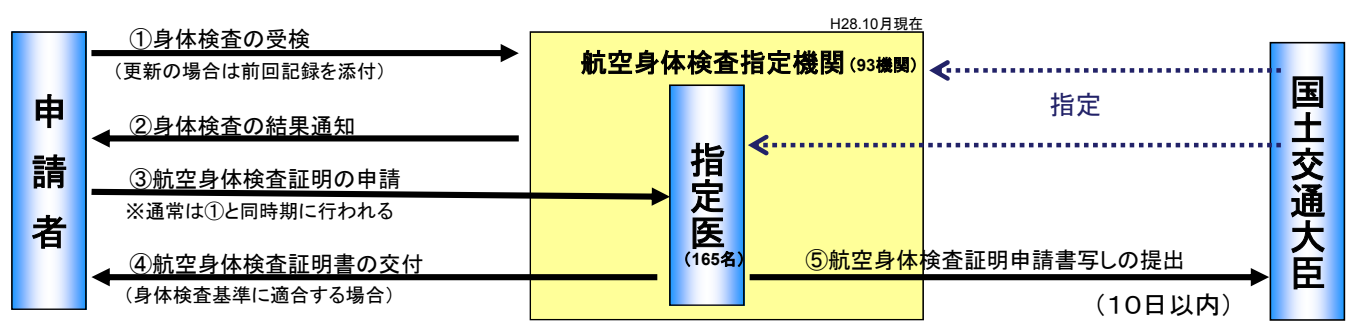 H28.10月現在
申請者
①身体検査の受検
（更新の場合は前回記録を添付）
②身体検査の結果通知
③航空身体検査証明の申請
※通常は①と同時期に行われる
④航空身体検査証明書の交付
（身体検査基準に適合する場合）
航空身体検査指定機関（93機関）
指定医
（165名）
指定
⑤航空身体検査証明申請書写しの提出
（10日以内）
国土交通大臣